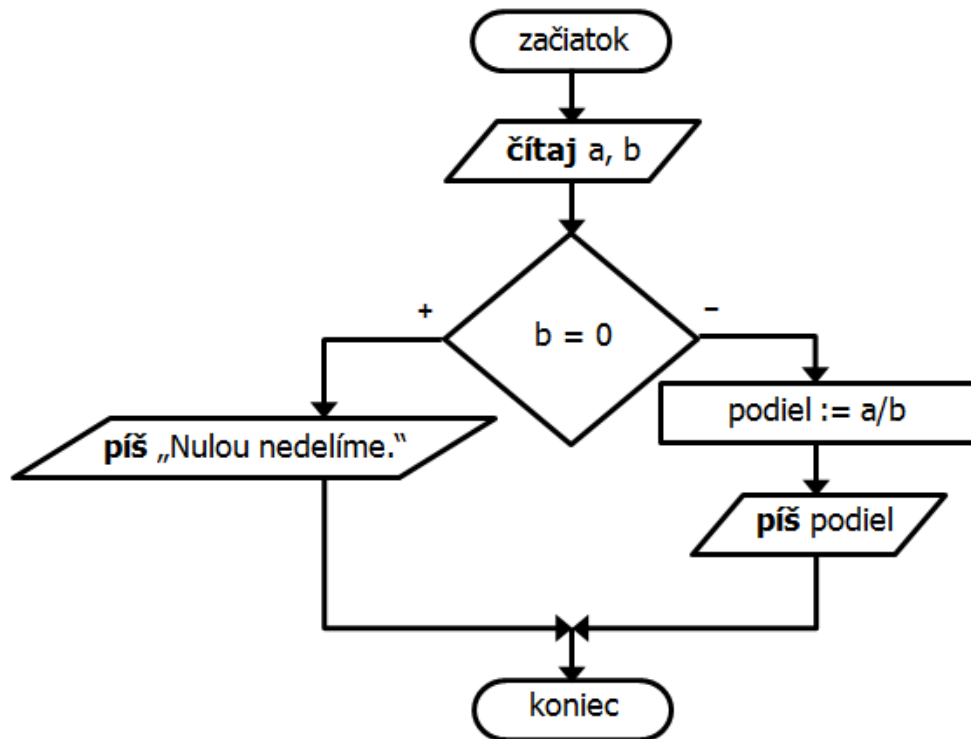 začiatok
čítaj a, b
+
–
b = 0
podiel := a/b
píš „Nulou nedelíme.“
píš podiel
koniec